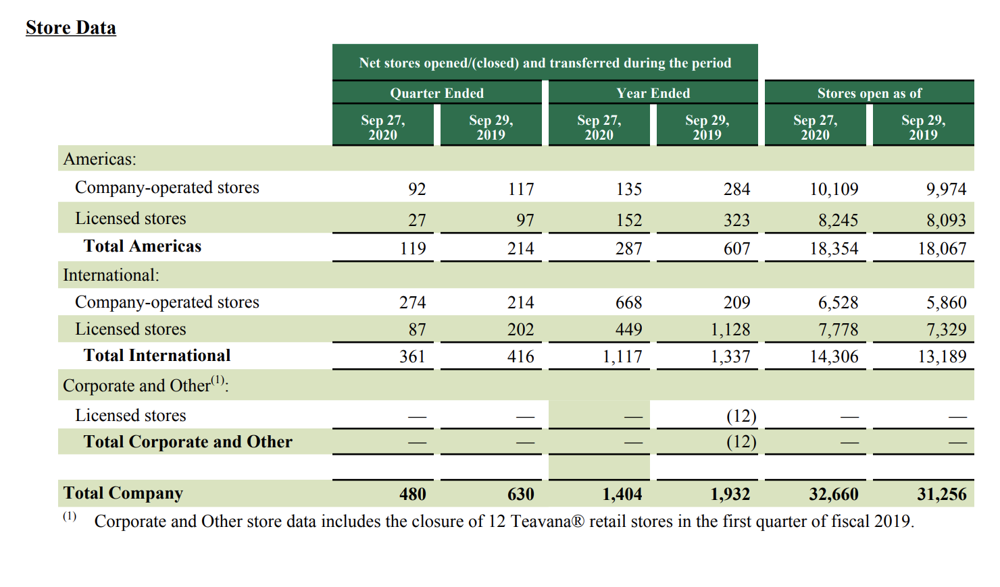 Store Data
Net stores opened/(closed) and transferred during the period
Quarter Ended Year Ended Stores open as of
Sep 27, 2020 Sep 29, 2019 Sep 27, 2020 Sep 29, 2019 Sep 27, 2020 Sep 29, 2019
Americas:
Company-operated stores 92 117 135 284 10,109 9,974
Licensed stores 27 97 152 323 8,245 8,093
Total Americas 119 214 287 607 18,354 18,067
International:
Company-operated stores 274 214 668 209 6,528 5,860
Licensed stores 87 202 449 1,128 7,778 7,329
Total International 361 416 1,117 1,337 14,306 13,189
Corporate and Other(1):
Licensed stores — — — (12) — —
Total Corporate and Other — — — (12) — —
Total Company 480 630 1,404 1,932 32,660 31,256
(1) Corporate and Other store data includes the closure of 12 Teavana® retail stores in the first quarter of fiscal 2019.